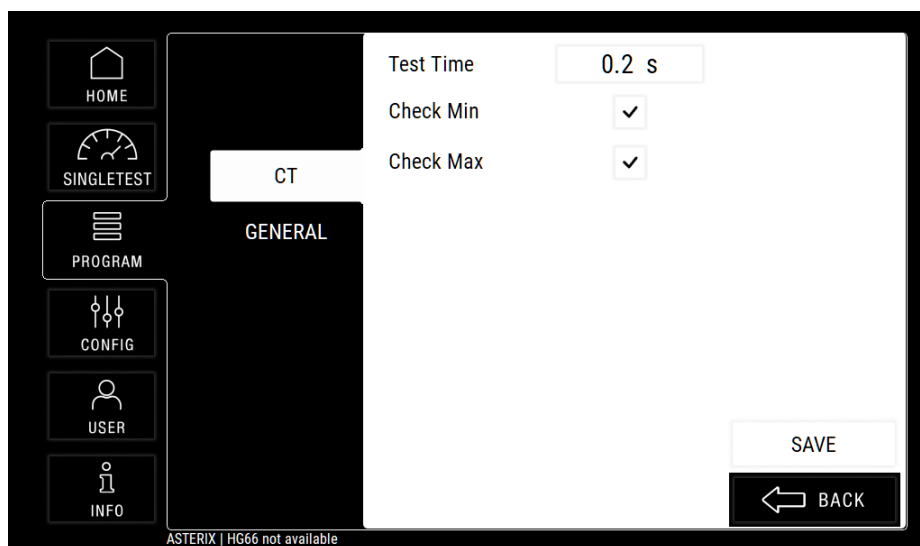 HOME
SINGLETEST
PROGRAM
CONFIG
USER
INFO
CT
GENERAL
Test Time 0.2 s
Check Min
Check Max
SAVE
BACK
ASTERIX | HG66 not available